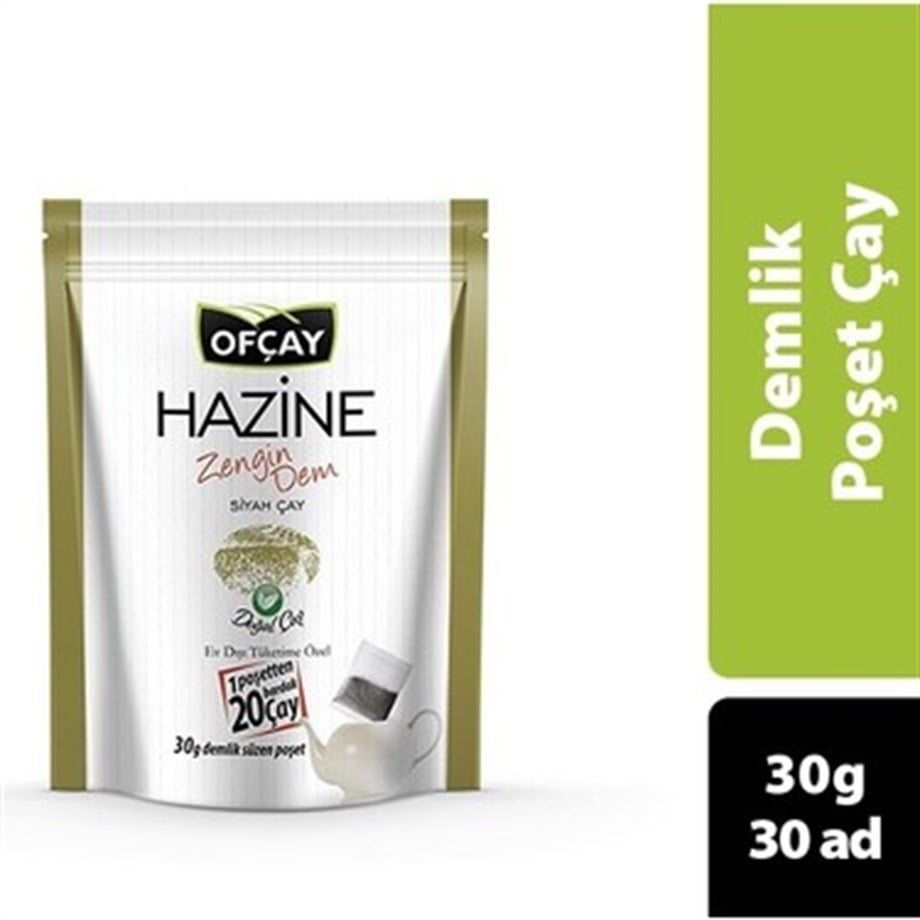 OFÇAY
HAZİNE
Zengin
Dem
SİYAH ÇAY
Doğal Çay
Ev Dışı Tüketime Özel
1 poşetten
20 bardak
Çay
30g demlik süzen poşet
Demlik
Poşet Çay
30g
30 ad